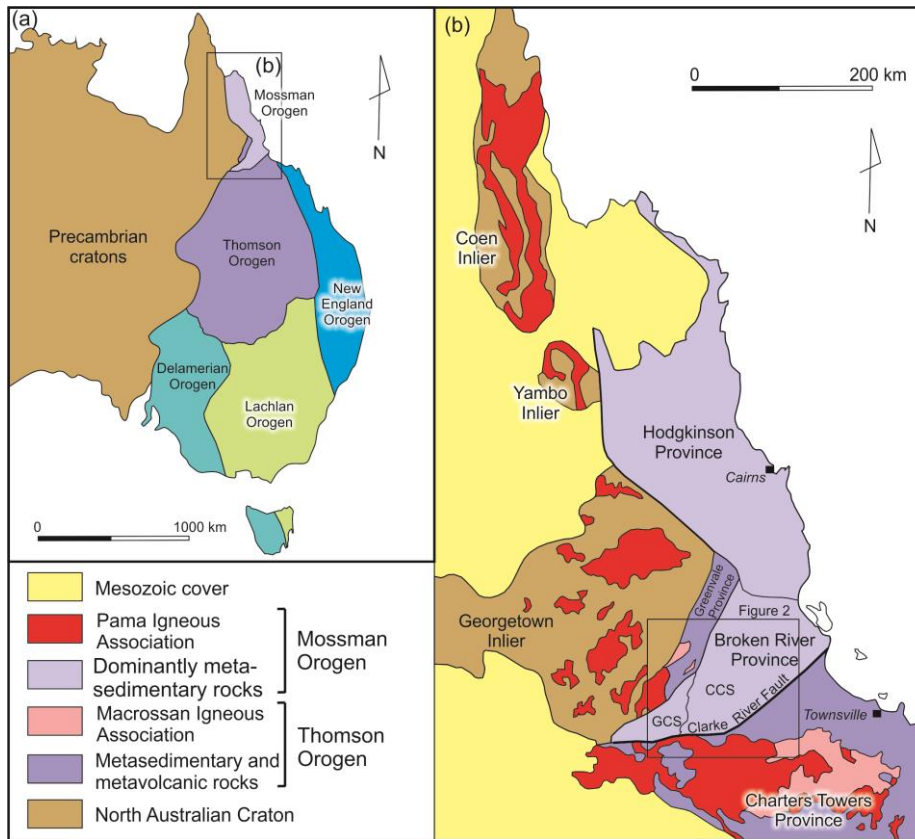 (a)
(b)
Mossman
Orogen
N
Precambrian
cratons
Thomson
Orogen
New
England
Orogen
Delamerian
Orogen
Lachlan
Orogen
0 1000 km
(b)
0 200 km
N
Coen
Inlier
Yambo
Inlier
Hodgkinson
Province
Cairns
Greenvale
Province
Georgetown
Inlier
Figure 2
Broken River
Province
CCS
GCS
Clarke River Fault
Townsville
Charters Towers
Province
Mesozoic cover
Pama Igneous
Association
Dominantly meta-
sedimentary rocks
Mossman
Orogen
Macrossan Igneous
Association
Metasedimentary and
metavolcanic rocks
Thomson
Orogen
North Australian Craton